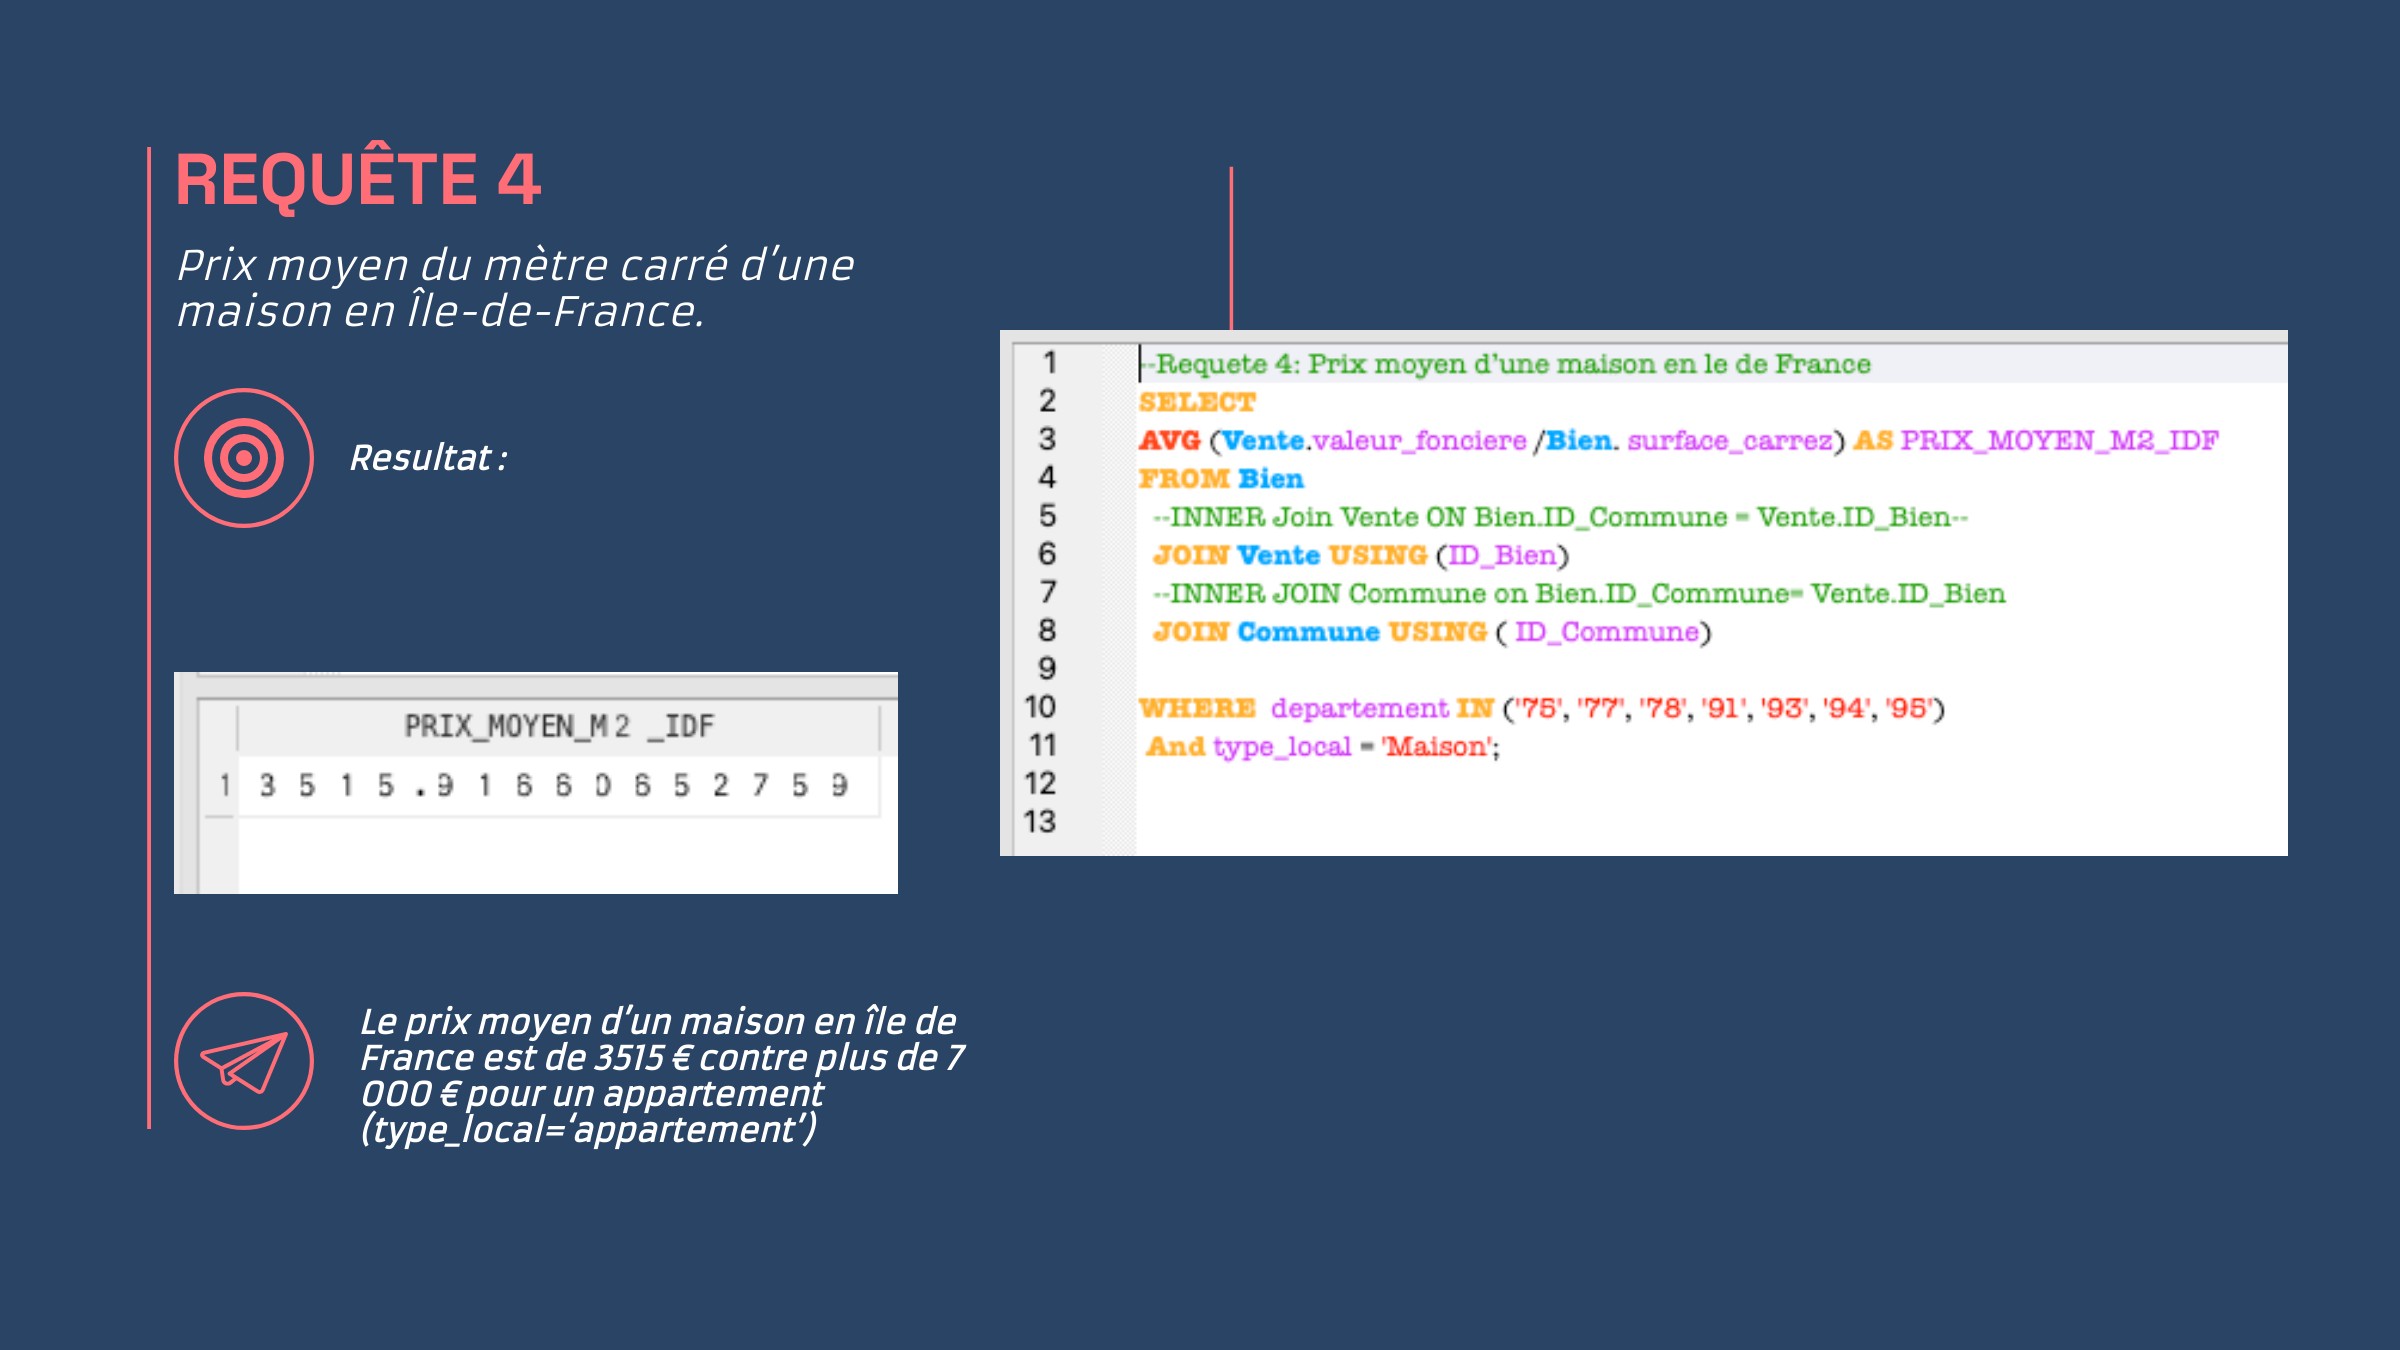 REQUÊTE 4
Prix moyen du mètre carré d'une
maison en Île-de-France.
Resultat :
PRIX_MOYEN_M2 _IDF
1 3515.91660652759
Le prix moyen d'un maison en île de
France est de 3515 € contre plus de 7
000 € pour un appartement
(type_local='appartement')
1 --Requete 4: Prix moyen d'une maison en le de France
2 SELECT
3 AVG (Vente.valeur_fonciere /Bien. surface_carrez) AS PRIX_MOYEN_M2_IDF
4 FROM Bien
5 --INNER Join Vente ON Bien.ID_Commune = Vente.ID_Bien--
6 JOIN Vente USING (ID_Bien)
7 --INNER JOIN Commune on Bien.ID_Commune= Vente.ID_Bien
8 JOIN Commune USING ( ID_Commune)
9
10 WHERE departement IN ('75', '77', '78', '91', '93', '94', '95')
11 And type_local = 'Maison';
12
13